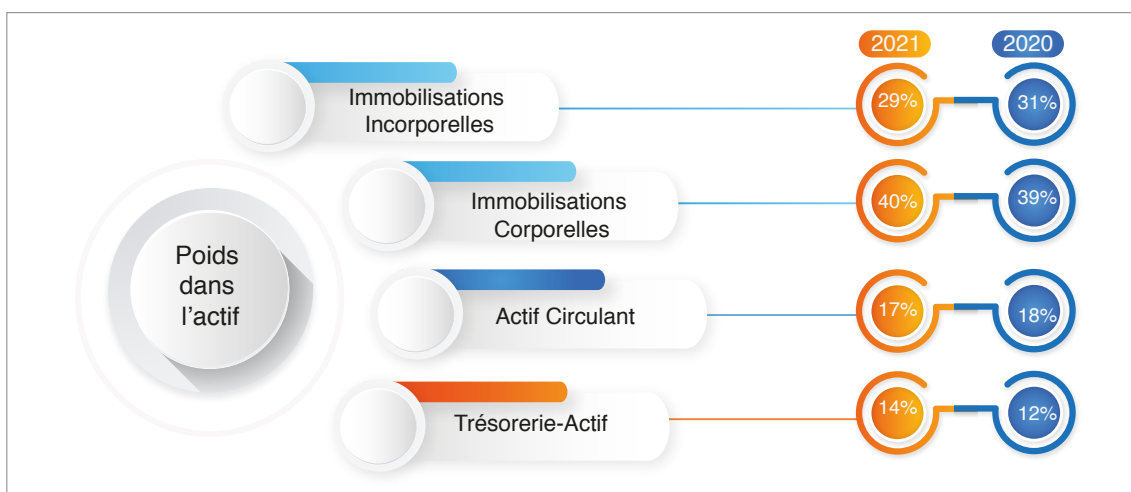 2021
2020
Immobilisations
Incorporelles
29%
31%
Immobilisations
Corporelles
40%
39%
Poids
dans
l'actif
Actif Circulant
17%
18%
Trésorerie-Actif
14%
12%